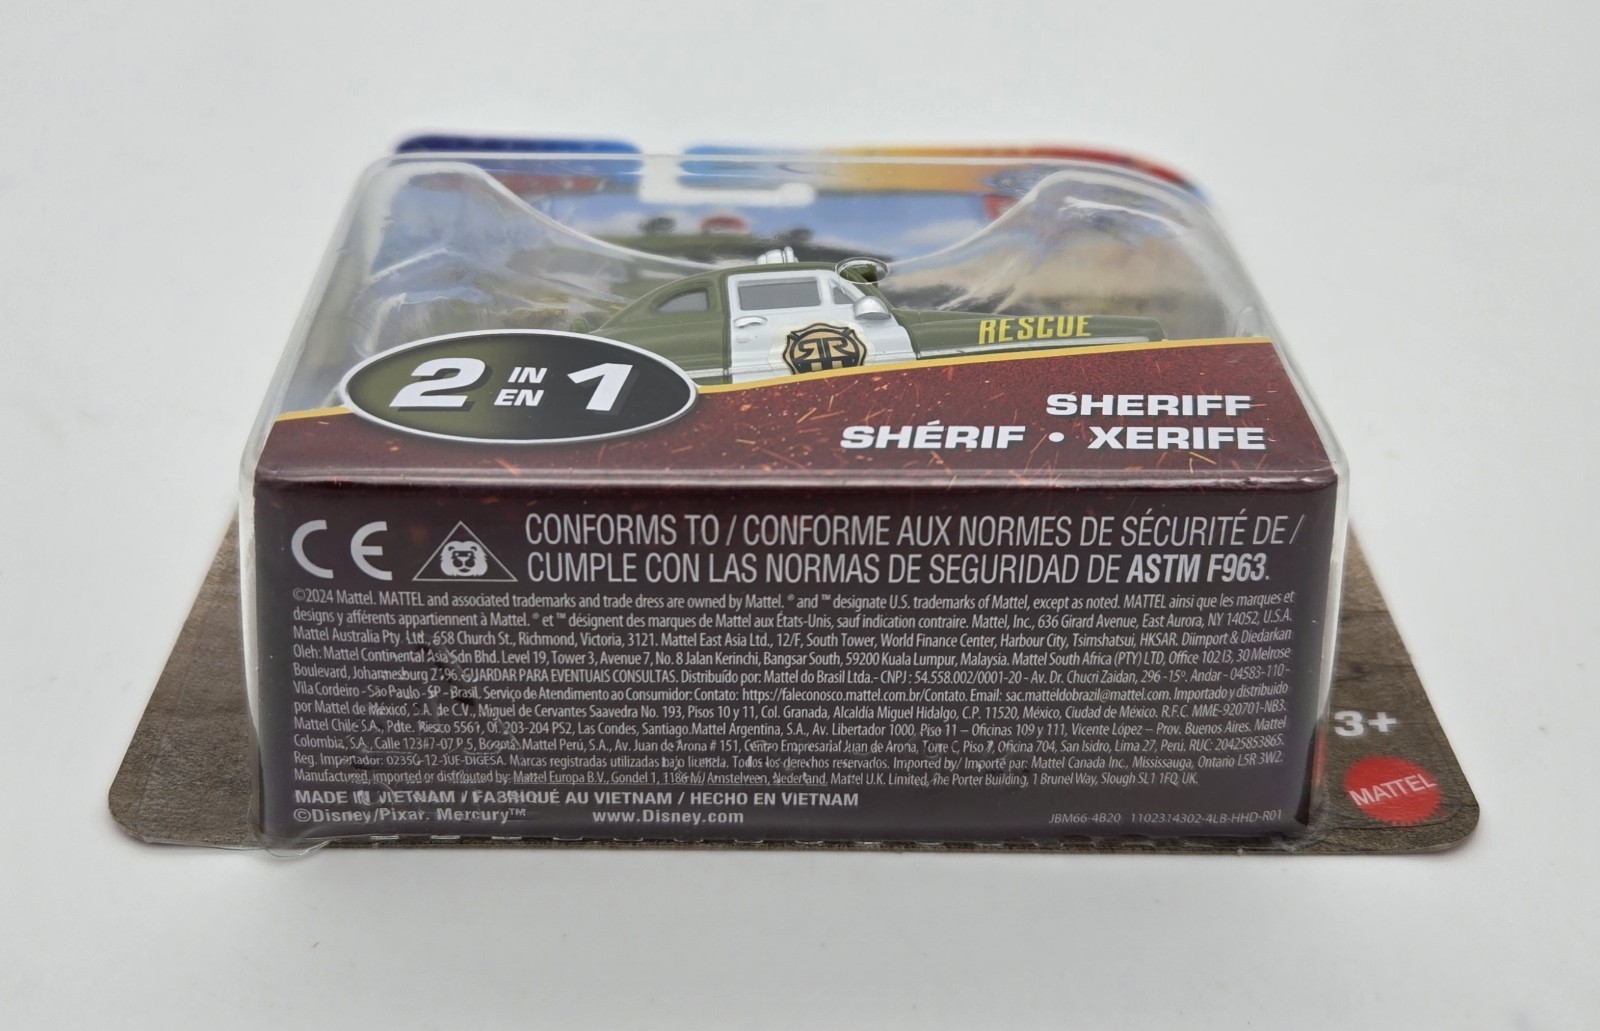 RESCUE
RR
2 IN EN 1
SHERIFF
SHÉRIF • XERIFE
CE
CONFORMS TO / CONFORME AUX NORMES DE SÉCURITÉ DE /
CUMPLE CON LAS NORMAS DE SEGURIDAD DE ASTM F963.
©2024 Mattel. MATTEL and associated trademarks and trade dress are owned by Mattel. ® and ™ designate U.S. trademarks of Mattel, except as noted. MATTEL ainsi que les marques et
designs y afférents appartiennent à Mattel. ® et ™ désignent des marques de Mattel aux États-Unis, sauf indication contraire. Mattel, Inc., 636 Girard Avenue, East Aurora, NY 14052, U.S.A.
Mattel Australia Pty. Ltd., 658 Church St., Richmond, Victoria, 3121. Mattel East Asia Ltd., 12/F, South Tower, World Finance Center, Harbour City, Tsimshatsui, HKSAR. Diimport & Diedarkan
Oleh: Mattel Continental Asia Sdn Bhd. Level 19, Tower 3, Avenue 7, No. 8 Jalan Kerinchi, Bangsar South, 59200 Kuala Lumpur, Malaysia. Mattel South Africa (PTY) LTD, Office 102 I3, 30 Melrose
Boulevard, Johannesburg 2196. GUARDAR PARA EVENTUAIS CONSULTAS. Distribuído por: Mattel do Brasil Ltda.- CNPJ : 54.558.002/0001-20 - Av. Dr. Chucri Zaidan, 296 -15º. Andar - 04583-110 -
Vila Cordeiro - São Paulo - SP - Brasil. Serviço de Atendimento ao Consumidor: Contato: https://faleconosco.mattel.com.br/Contato. Email: sac.matteldobrazil@mattel.com. Importado y distribuido
por Mattel de México, S.A. de C.V., Miguel de Cervantes Saavedra No. 193, Pisos 10 y 11, Col. Granada, Alcaldía Miguel Hidalgo, C.P. 11520, México, Ciudad de México. R.F.C. MME-920701-NB3.
Mattel Chile S.A., Pdte. Riesco 5561, Of. 203-204 PS2, Las Condes, Santiago. Mattel Argentina, S.A., Av. Libertador 1000, Piso 11 – Oficinas 109 y 111, Vicente López – Prov. Buenos Aires. Mattel
Colombia, S.A., Calle 123#7-07 P.5, Bogotá. Mattel Perú, S.A., Av. Juan de Arona # 151, Centro Empresarial Juan de Arona, Torre C, Piso 7, Oficina 704, San Isidro, Lima 27, Perú. RUC: 20425853865.
Reg. Importador: 02350-12-JUE-DIGESA. Marcas registradas utilizadas bajo licencia. Todos los derechos reservados. Imported by/ Importé par: Mattel Canada Inc., Mississauga, Ontario L5R 3W2.
Manufactured, imported or distributed by: Mattel Europa B.V., Gondel 1, 1186 MJ Amstelveen, Nederland. Mattel U.K. Limited, The Porter Building, 1 Brunel Way, Slough SL1 1FQ, UK.
MADE IN VIETNAM / FABRIQUÉ AU VIETNAM / HECHO EN VIETNAM
©Disney/Pixar. Mercury™ www.Disney.com
JBM66-4B20 1102314302-4LB-HHD-R01
3+
MATTEL